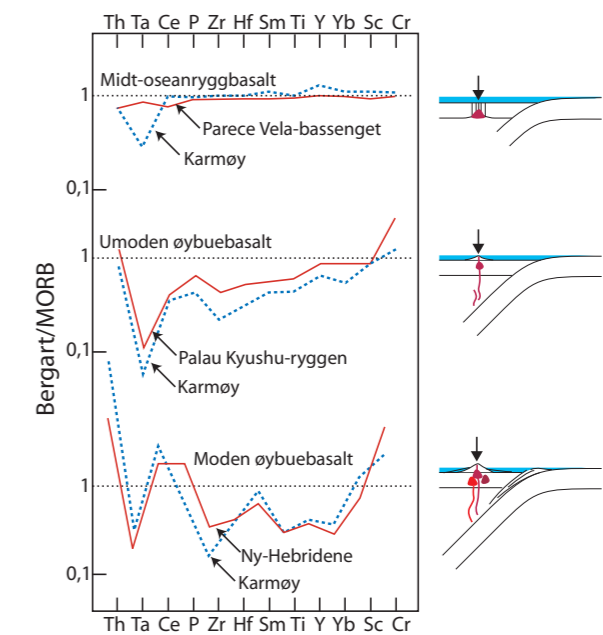 Th Ta Ce P Zr Hf Sm Ti Y Yb Sc Cr
Midt-oseanryggbasalt
1
Parece Vela-bassenget
Karmøy
0,1
Umoden øybuebasalt
1
Palau Kyushu-ryggen
0,1
Karmøy
Bergart/MORB
Moden øybuebasalt
1
Ny-Hebridene
0,1
Karmøy
Th Ta Ce P Zr Hf Sm Ti Y Yb Sc Cr